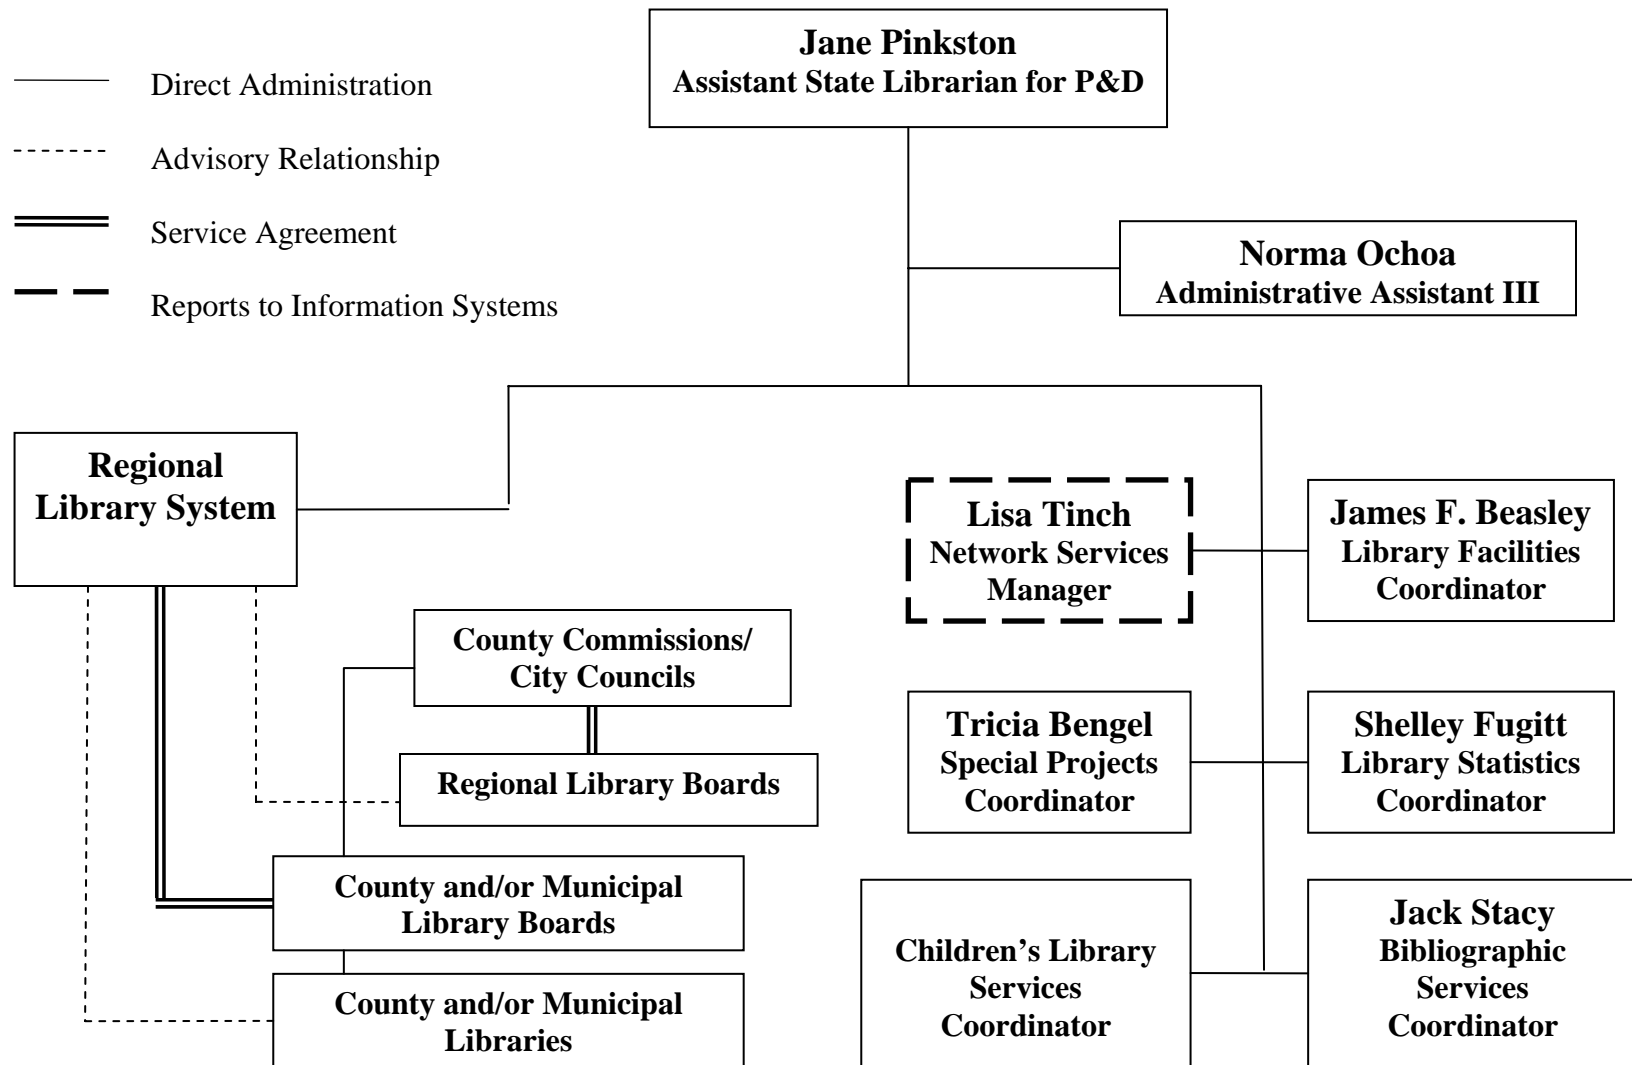 Jane Pinkston
Assistant State Librarian for P&D
Direct Administration
Advisory Relationship
Service Agreement
Reports to Information Systems
Norma Ochoa
Administrative Assistant III
Regional
Library System
Lisa Tinch
Network Services
Manager
James F. Beasley
Library Facilities
Coordinator
County Commissions/
City Councils
Regional Library Boards
Tricia Bengel
Special Projects
Coordinator
Shelley Fugitt
Library Statistics
Coordinator
County and/or Municipal
Library Boards
County and/or Municipal
Libraries
Children’s Library
Services
Coordinator
Jack Stacy
Bibliographic
Services
Coordinator